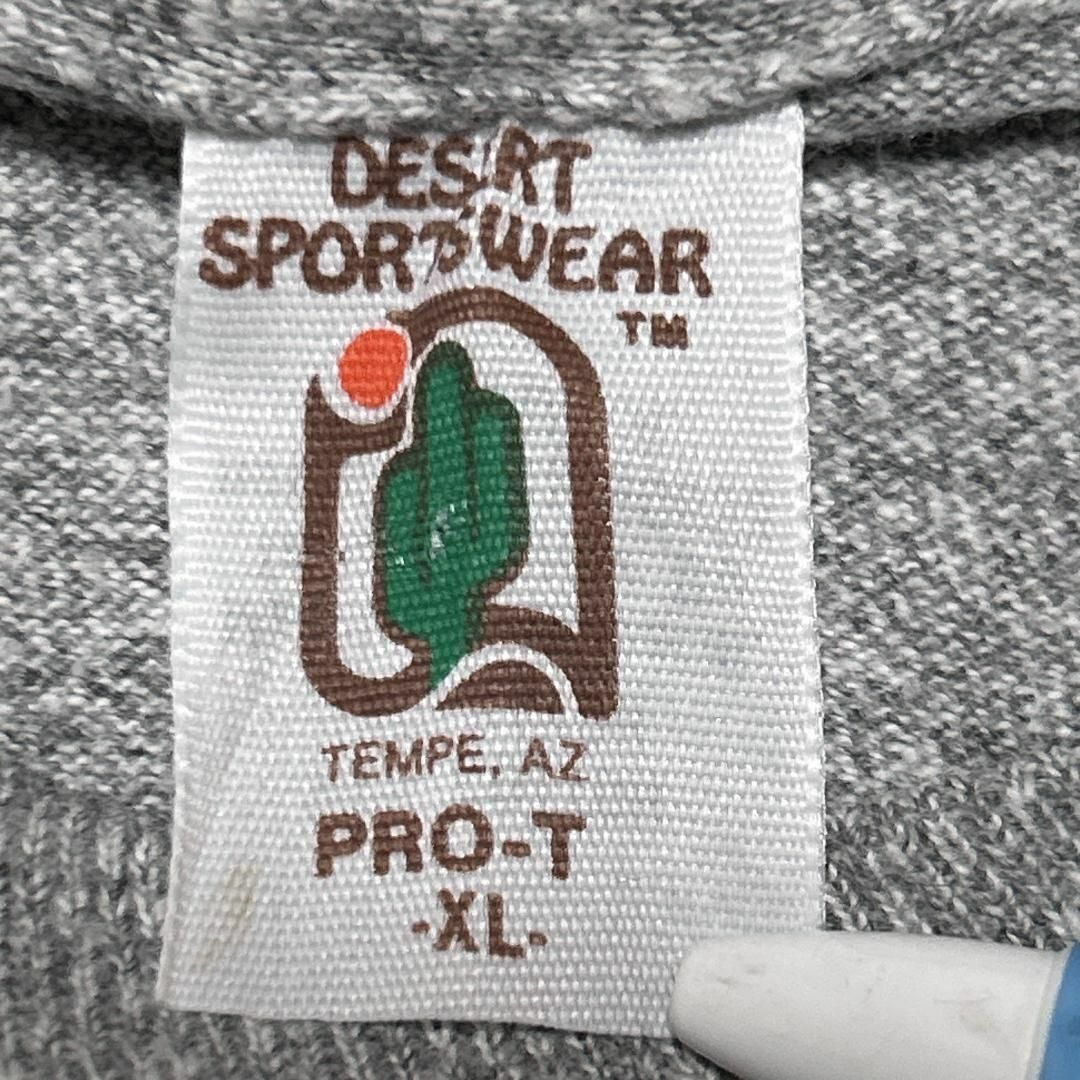 DESERT
SPORTSWEAR
TM
TEMPE, AZ
PRO-T
-XL-